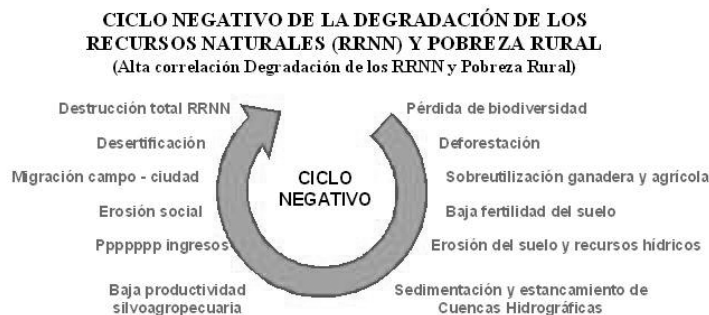 CICLO NEGATIVO DE LA DEGRADACIÓN DE LOS
RECURSOS NATURALES (RRNN) Y POBREZA RURAL
(Alta correlación Degradación de los RRNN y Pobreza Rural)
Destrucción total RRNN
Desertificación
Migración campo - ciudad
Erosión social
Ppppppp ingresos
Baja productividad
silvoagropecuaria
CICLO
NEGATIVO
Pérdida de biodiversidad
Deforestación
Sobreutilización ganadera y agrícola
Baja fertilidad del suelo
Erosión del suelo y recursos hídricos
Sedimentación y estancamiento de
Cuencas Hidrográficas